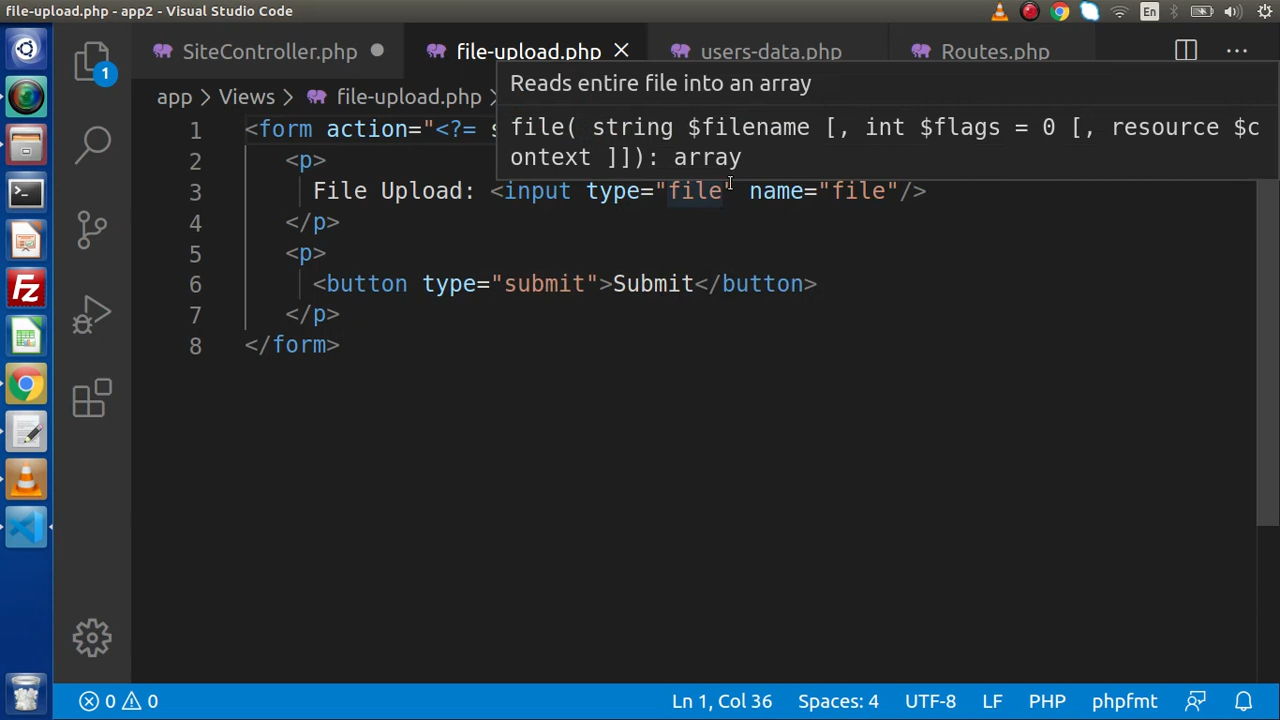 file-upload.php - app2 - Visual Studio Code
En
SiteController.php
file-upload.php
users-data.php
Routes.php
1
app > Views > file-upload.php >
Reads entire file into an array
file( string $filename [, int $flags = 0 [, resource $c
ontext ]]): array
1 <form action="<?= s
2 <p>
3 File Upload: <input type="file" name="file"/>
4 </p>
5 <p>
6 <button type="submit">Submit</button>
7 </p>
8 </form>
Fz
0 0
Ln 1, Col 36
Spaces: 4
UTF-8
LF
PHP
phpfmt